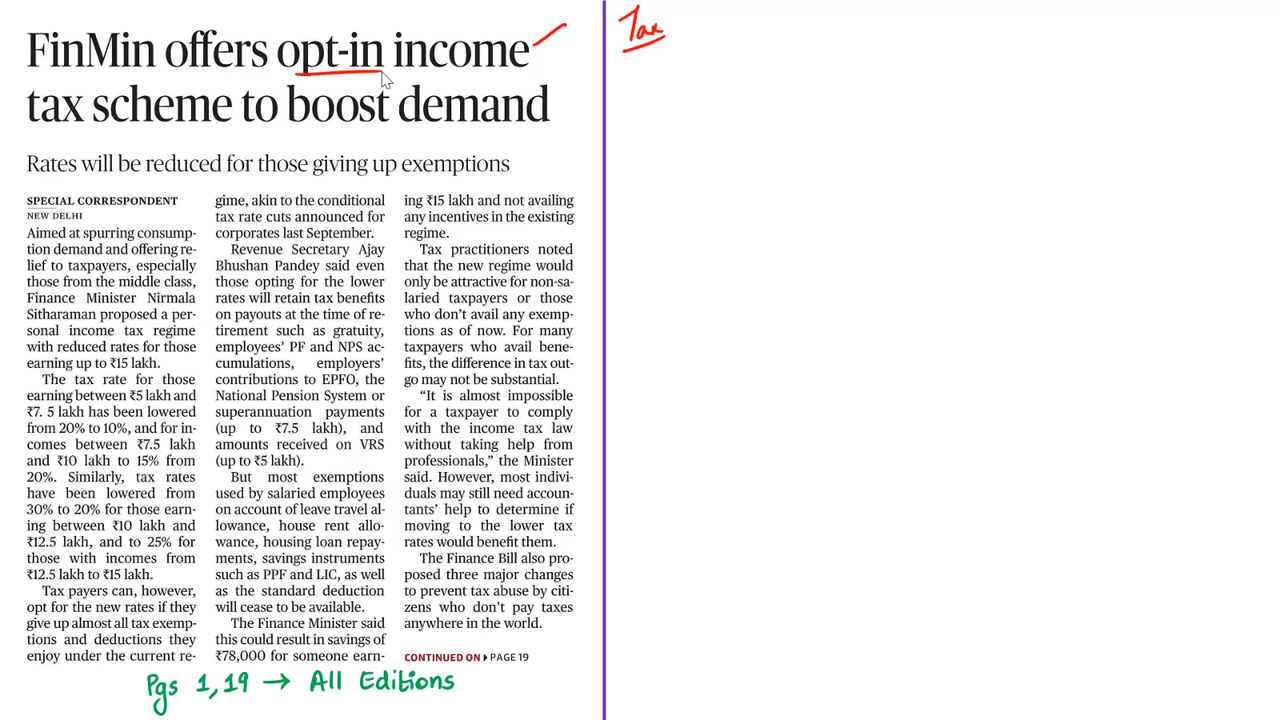 FinMin offers opt-in income
tax scheme to boost demand
Rates will be reduced for those giving up exemptions
SPECIAL CORRESPONDENT
NEW DELHI
Aimed at spurring consump-
tion demand and offering re-
lief to taxpayers, especially
those from the middle class,
Finance Minister Nirmala
Sitharaman proposed a per-
sonal income tax regime
with reduced rates for those
earning up to ₹15 lakh.
The tax rate for those
earning between ₹5 lakh and
₹7. 5 lakh has been lowered
from 20% to 10%, and for in-
comes between ₹7.5 lakh
and ₹10 lakh to 15% from
20%. Similarly, tax rates
have been lowered from
30% to 20% for those earn-
ing between ₹10 lakh and
₹12.5 lakh, and to 25% for
those with incomes from
₹12.5 lakh to ₹15 lakh.
Tax payers can, however,
opt for the new rates if they
give up almost all tax exemp-
tions and deductions they
enjoy under the current re-
gime, akin to the conditional
tax rate cuts announced for
corporates last September.
Revenue Secretary Ajay
Bhushan Pandey said even
those opting for the lower
rates will retain tax benefits
on payouts at the time of re-
tirement such as gratuity,
employees' PF and NPS ac-
cumulations, employers'
contributions to EPFO, the
National Pension System or
superannuation payments
(up to ₹7.5 lakh), and
amounts received on VRS
(up to ₹5 lakh).
But most exemptions
used by salaried employees
on account of leave travel al-
lowance, house rent allo-
wance, housing loan repay-
ments, savings instruments
such as PPF and LIC, as well
as the standard deduction
will cease to be available.
The Finance Minister said
this could result in savings of
₹78,000 for someone earn-
ing ₹15 lakh and not availing
any incentives in the existing
regime.
Tax practitioners noted
that the new regime would
only be attractive for non-sa-
laried taxpayers or those
who don't avail any exemp-
tions as of now. For many
taxpayers who avail bene-
fits, the difference in tax out-
go may not be substantial.
"It is almost impossible
for a taxpayer to comply
with the income tax law
without taking help from
professionals," the Minister
said. However, most indivi-
duals may still need accoun-
tants' help to determine if
moving to the lower tax
rates would benefit them.
The Finance Bill also pro-
posed three major changes
to prevent tax abuse by citi-
zens who don't pay taxes
anywhere in the world.
CONTINUED ON PAGE 19
Pgs 1, 19 → All Editions
Tax